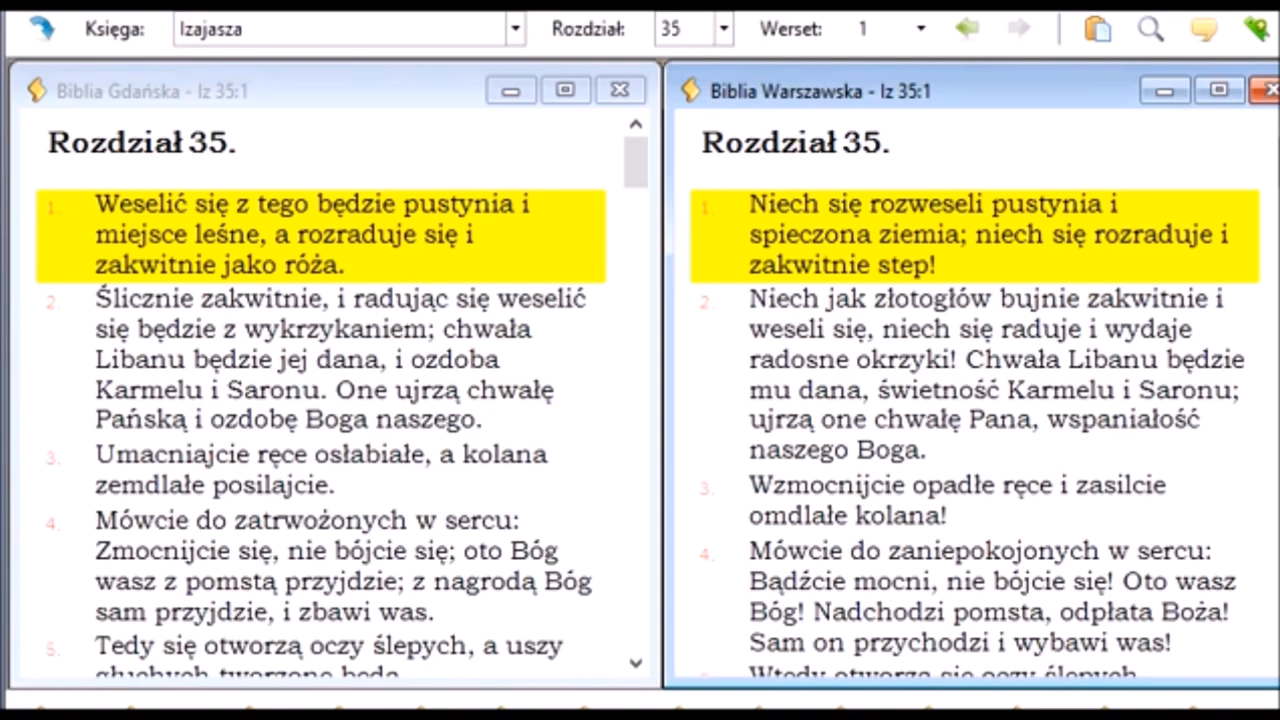 Księga: Izajasza Rozdział: 35 Werset: 1
Biblia Gdańska - Iz 35:1
Rozdział 35.
1. Weselić się z tego będzie pustynia i
miejsce leśne, a rozraduje się i
zakwitnie jako róża.
2. Ślicznie zakwitnie, i radując się weselić
się będzie z wykrzykaniem; chwała
Libanu będzie jej dana, i ozdoba
Karmelu i Saronu. One ujrzą chwałę
Pańską i ozdobę Boga naszego.
3. Umacniajcie ręce osłabiałe, a kolana
zemdlałe posilajcie.
4. Mówcie do zatrwożonych w sercu:
Zmocnijcie się, nie bójcie się; oto Bóg
wasz z pomstą przyjdzie; z nagrodą Bóg
sam przyjdzie, i zbawi was.
5. Tedy się otworzą oczy ślepych, a uszy
głuchych tworzone będą.
Biblia Warszawska - Iz 35:1
Rozdział 35.
1. Niech się rozweseli pustynia i
spieczona ziemia; niech się rozraduje i
zakwitnie step!
2. Niech jak złotogłów bujnie zakwitnie i
weseli się, niech się raduje i wydaje
radosne okrzyki! Chwała Libanu będzie
mu dana, świetność Karmelu i Saronu;
ujrzą one chwałę Pana, wspaniałość
naszego Boga.
3. Wzmocnijcie opadłe ręce i zasilcie
omdlałe kolana!
4. Mówcie do zaniepokojonych w sercu:
Bądźcie mocni, nie bójcie się! Oto wasz
Bóg! Nadchodzi pomsta, odpłata Boża!
Sam on przychodzi i wybawi was!
Wtedy otworzą się oczy ślepych